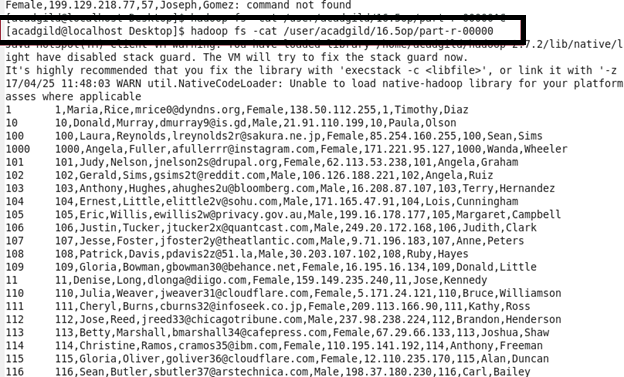 Female,199.129.218.77,57,Joseph,Gomez: command not found
[acadgild@localhost Desktop]$ hadoop fs -cat /user/acadgild/16.5op/part-r-00000^C
[acadgild@localhost Desktop]$ hadoop fs -cat /user/acadgild/16.5op/part-r-00000
Java HotSpot(TM) Client VM warning: You have loaded library /home/acadgild/hadoop-2.7.2/lib/native/l
ight have disabled stack guard. The VM will try to fix the stack guard now.
It's highly recommended that you fix the library with 'execstack -c <libfile>', or link it with '-z
17/04/25 11:48:03 WARN util.NativeCodeLoader: Unable to load native-hadoop library for your platform
asses where applicable
1 1,Maria,Rice,mrice0@dyndns.org,Female,138.50.112.255,1,Timothy,Diaz
10 10,Donald,Murray,dmurray9@is.gd,Male,21.91.110.199,10,Paula,Olson
100 100,Laura,Reynolds,lreynolds2r@sakura.ne.jp,Female,85.254.160.255,100,Sean,Sims
1000 1000,Angela,Fuller,afullerrr@instagram.com,Female,171.221.95.127,1000,Wanda,Wheeler
101 101,Judy,Nelson,jnelson2s@drupal.org,Female,62.113.53.238,101,Angela,Graham
102 102,Gerald,Sims,gsims2t@reddit.com,Male,106.126.188.221,102,Angela,Ruiz
103 103,Anthony,Hughes,ahughes2u@bloomberg.com,Male,16.208.87.107,103,Terry,Hernandez
104 104,Ernest,Little,elittle2v@sohu.com,Male,171.165.47.91,104,Lois,Cunningham
105 105,Eric,Willis,ewillis2w@privacy.gov.au,Male,199.16.178.177,105,Margaret,Campbell
106 106,Justin,Tucker,jtucker2x@quantcast.com,Male,249.20.172.168,106,Judith,Clark
107 107,Jesse,Foster,jfoster2y@theatlantic.com,Male,9.71.196.183,107,Anne,Peters
108 108,Patrick,Davis,pdavis2z@51.la,Male,30.203.107.102,108,Ruby,Hayes
109 109,Gloria,Bowman,gbowman30@behance.net,Female,16.195.16.134,109,Donald,Little
11 11,Denise,Long,dlonga@diigo.com,Female,159.149.235.240,11,Jose,Kennedy
110 110,Julia,Weaver,jweaver31@cloudflare.com,Female,5.171.24.121,110,Bruce,Williamson
111 111,Cheryl,Burns,cburns32@infoseek.co.jp,Female,209.113.166.90,111,Kathy,Ross
112 112,Jose,Reed,jreed33@chicagotribune.com,Male,237.98.238.224,112,Brandon,Henderson
113 113,Betty,Marshall,bmarshall34@cafepress.com,Female,67.29.66.133,113,Joshua,Shaw
114 114,Christine,Ramos,cramos35@ibm.com,Female,110.195.141.192,114,Anthony,Freeman
115 115,Gloria,Oliver,goliver36@cloudflare.com,Female,12.110.235.170,115,Alan,Duncan
116 116,Sean,Butler,sbutler37@arstechnica.com,Male,198.37.180.230,116,Carl,Bailey